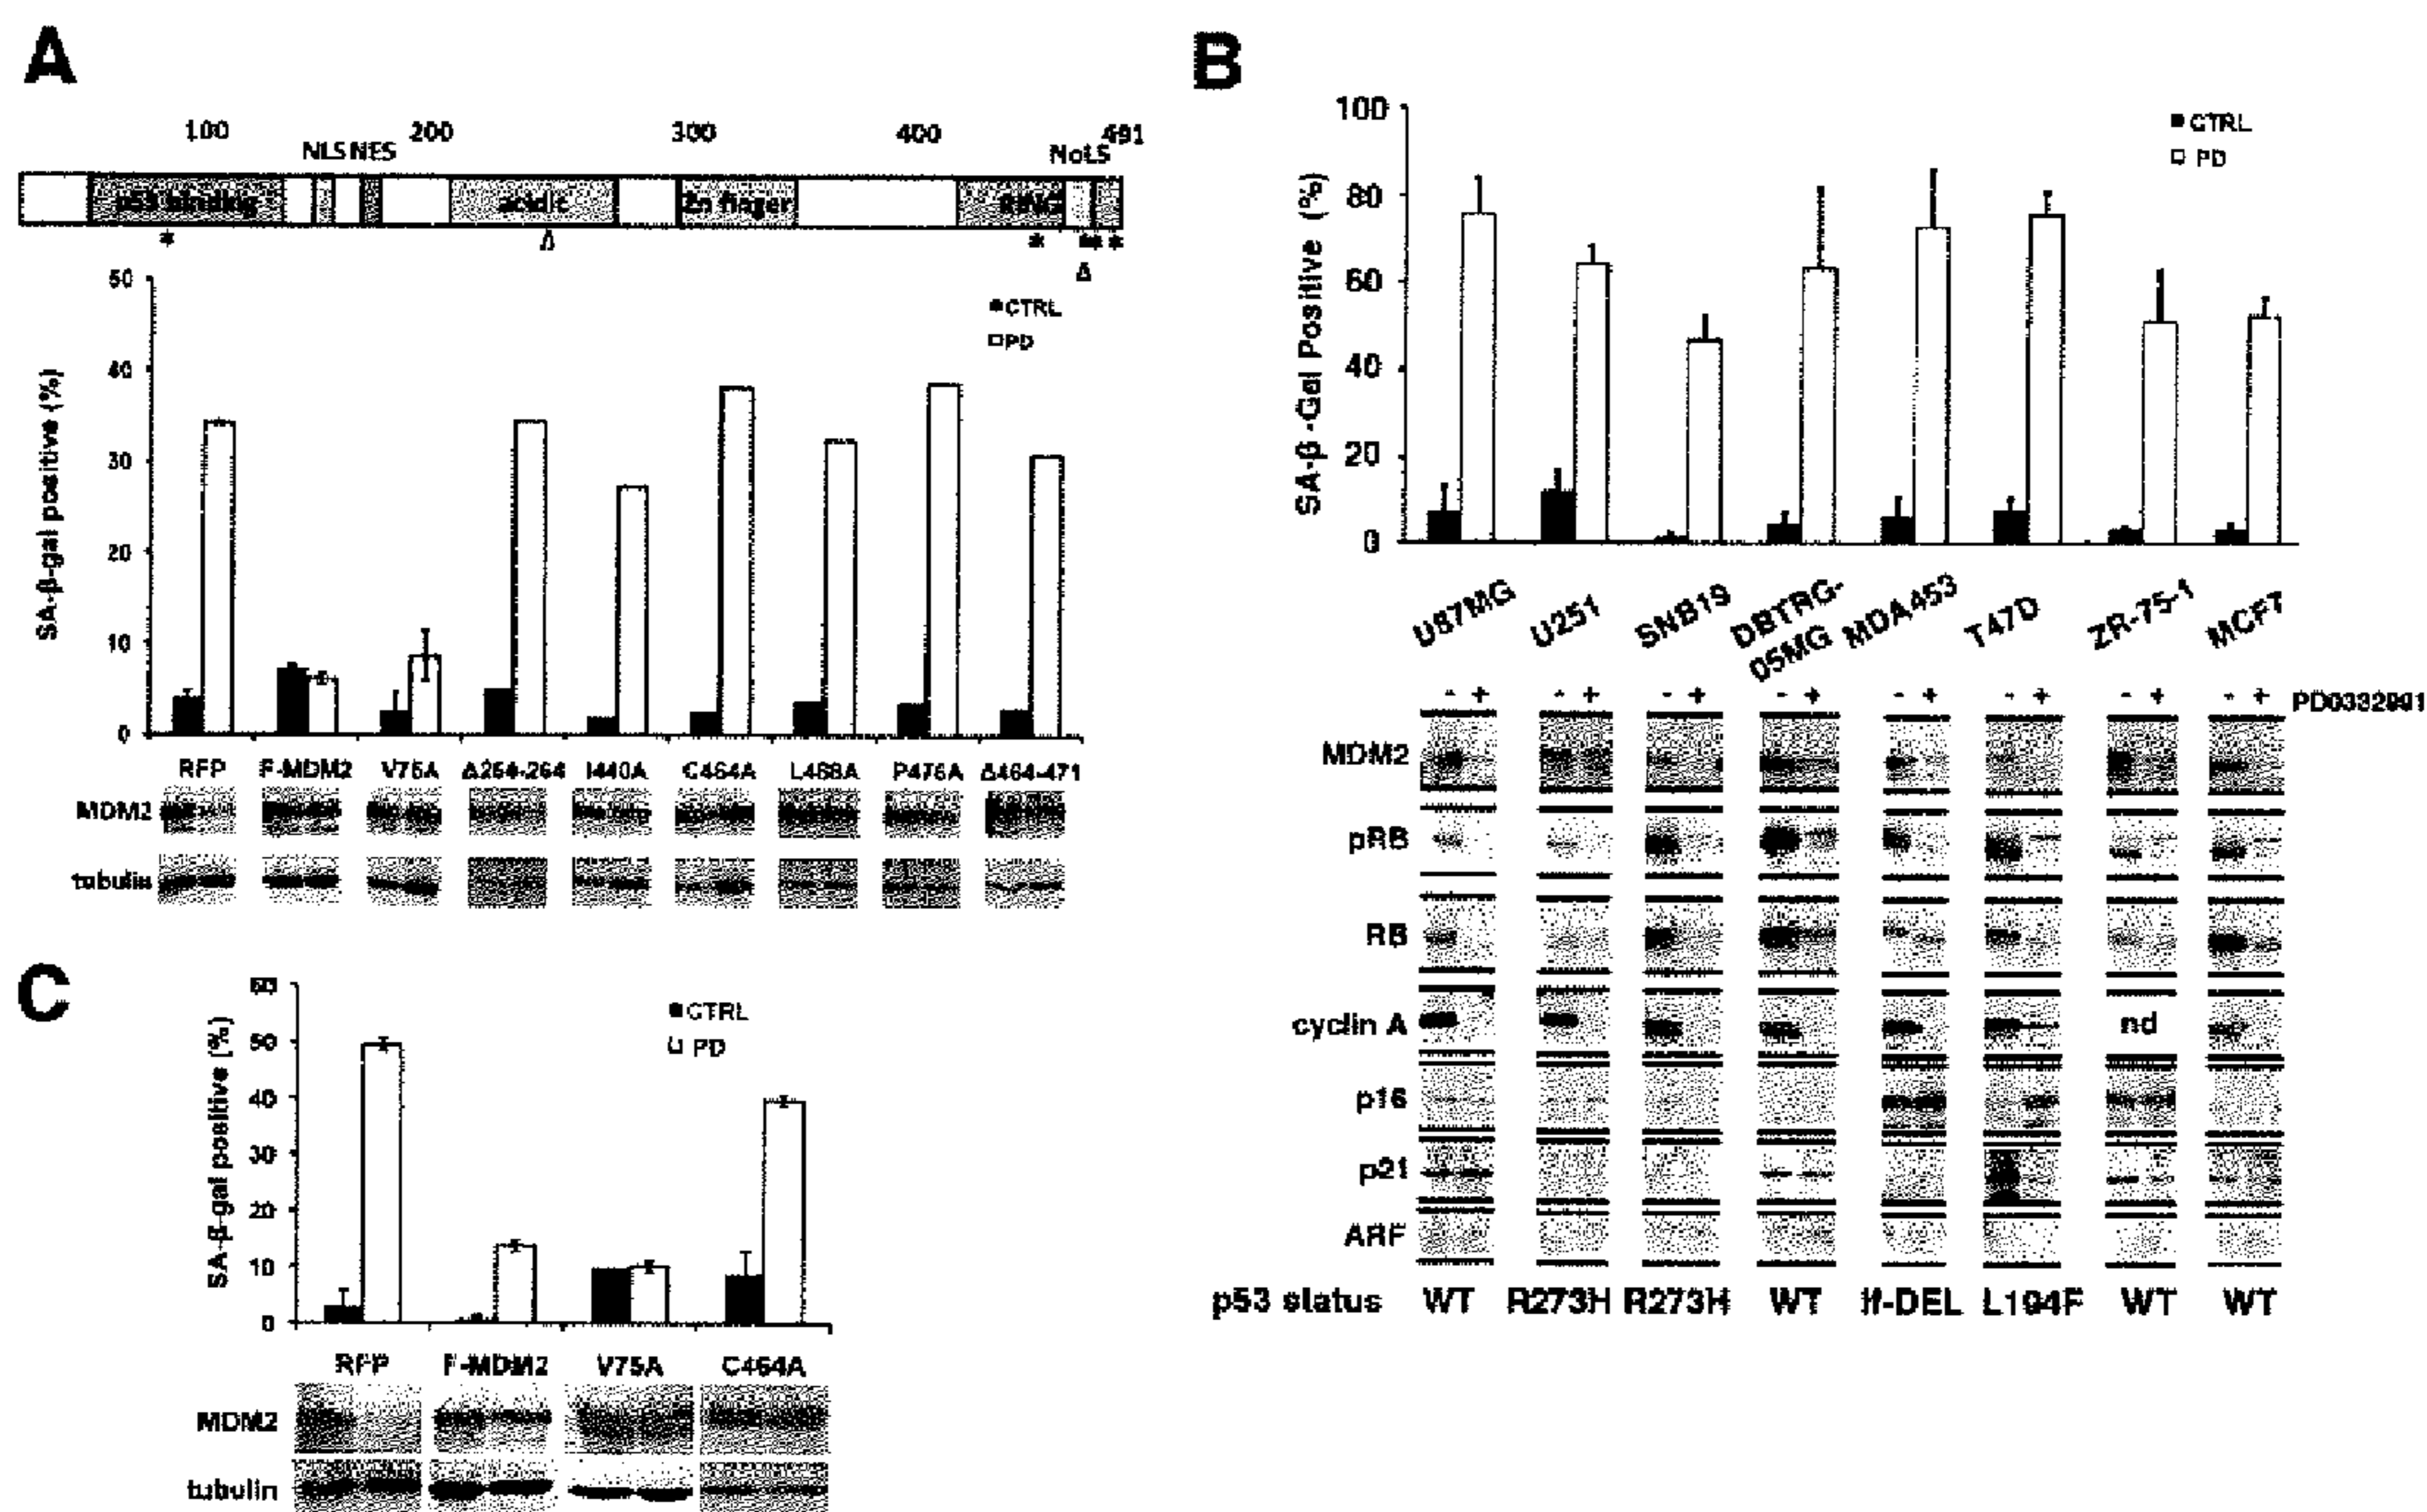 A
100 200 300 400 491
NLS NES NoLS
p53 binding acidic Zn finger RING
* Δ * ** *
Δ
50
40
30
20
10
0
SA-β-gal positive (%)
■CTRL
□PD
RFP F-MDM2 V75A I440A C464A P476A Δ464-471
MDM2
tubulin
B
100
80
60
40
20
0
SA-β-Gal Positive (%)
■CTRL
□ PD
U87MG U251 SNB19 DBTRG-05MG MDA453 T47D ZR-75-1 MCF7
- + - + - + - + - + - + - + - + PD0332991
MDM2
pRB
RB
cyclin A nd
p16
p21
ARF
p53 status WT R273H R273H WT If-DEL L194F WT WT
C
60
50
40
30
20
10
0
SA-β-gal positive (%)
■CTRL
□ PD
RFP F-MDM2 V75A C464A
MDM2
tubulin